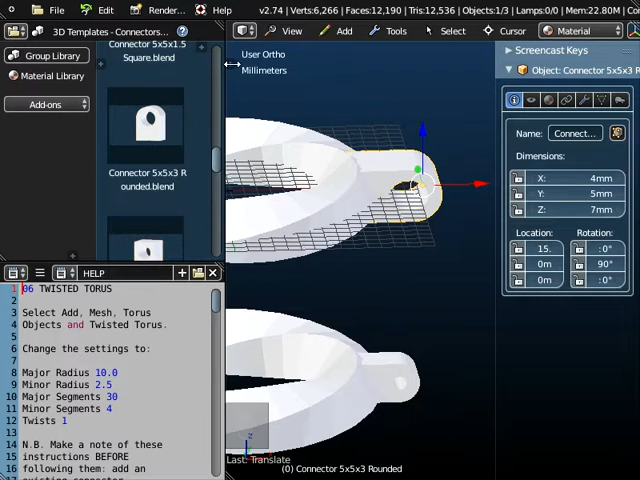 File Edit Render Help v2.74 | Verts:6,266 | Faces:12,190 | Tris:12,536 | Objects:1/3 | Lamps:0/0 | Mem:22.80M
3D Templates - Connectors...
View Add Tools Select Cursor Material
Connector 5x5x1.5 Square.blend
Group Library
Material Library
Add-ons
Connector 5x5x3 R
ounded.blend
User Ortho
Millimeters
Screencast Keys
Object: Connector 5x5x3 R
Name: Connect...
Dimensions:
X: 4mm
Y: 5mm
Z: 7mm
Location: Rotation:
15. :0°
0m 90°
0m :0°
HELP
1 06 TWISTED TORUS
2
3 Select Add, Mesh, Torus
4 Objects and Twisted Torus.
5
6 Change the settings to:
7
8 Major Radius 10.0
9 Minor Radius 2.5
10 Major Segments 30
11 Minor Segments 4
12 Twists 1
13
14 N.B. Make a note of these
15 instructions BEFORE
16 following them: add an
Last: Translate
(0) Connector 5x5x3 Rounded